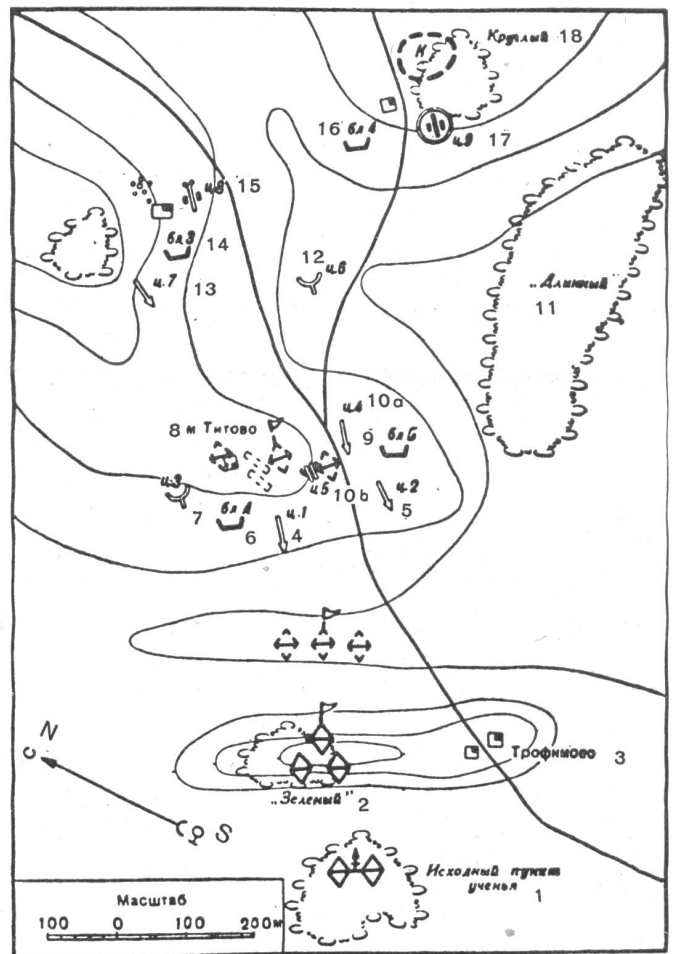 Круглый 18
К
16 бл А
ц.9 17
ц.8 15
бл З 14
12 ц.6
ц.7 13
„Длинный"
11
ц.4 10а
8 м Титово
9 бл Б
ц.3
ц.5 10b ц.2
7 бл А ц.1 5
6 4
N
С
Трофимово 3
„Зеленый" 2
Ю S
Исходный пункт
ученья 1
Масштаб
100 0 100 200м